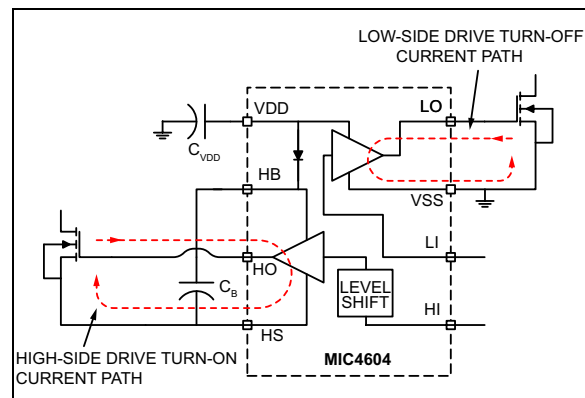 LOW-SIDE DRIVE TURN-OFF
CURRENT PATH
VDD
LO
CVDD
HB
VSS
HO
LI
CB
LEVEL
SHIFT
HI
HS
HIGH-SIDE DRIVE TURN-ON
CURRENT PATH
MIC4604